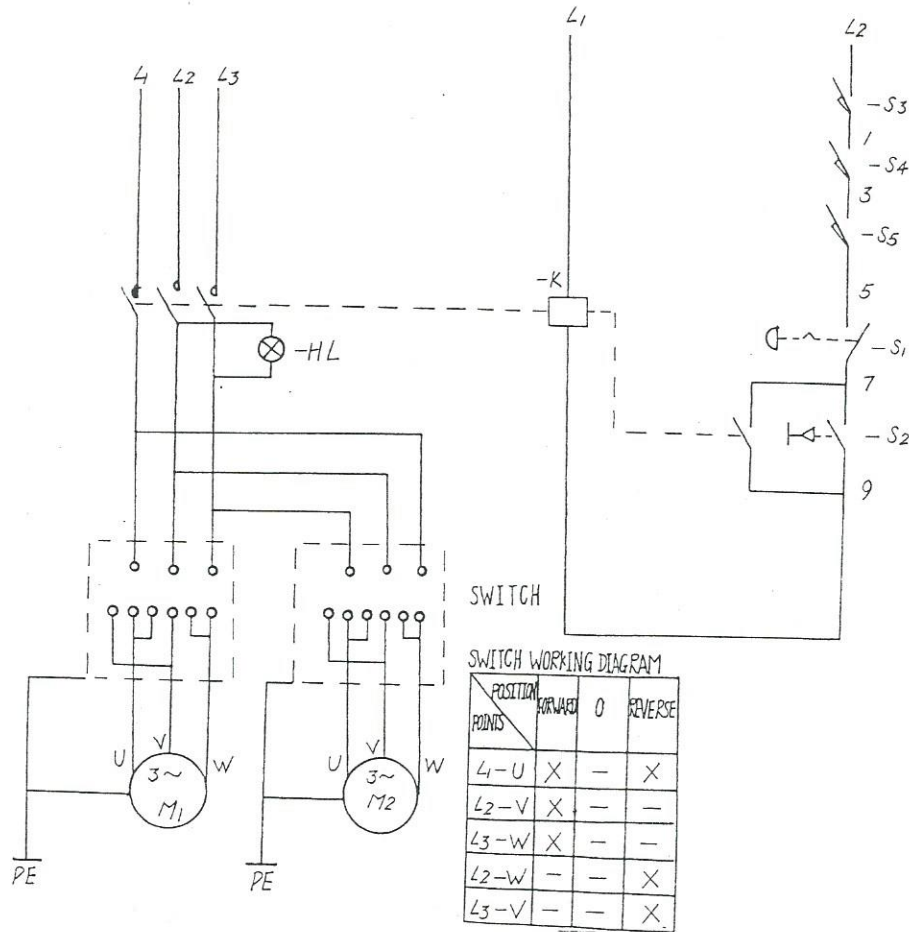 L1
L2
L1 L2 L3
-S3
1
-S4
3
-S5
5
-K
-HL
-S1
7
-S2
9
SWITCH
SWITCH WORKING DIAGRAM
POSITION POINTS FORWARD 0 REVERSE
L1-U X - X
L2-V X - -
L3-W X - -
L2-W - - X
L3-V - - X
U V W
3~
M1
PE
U V W
3~
M2
PE